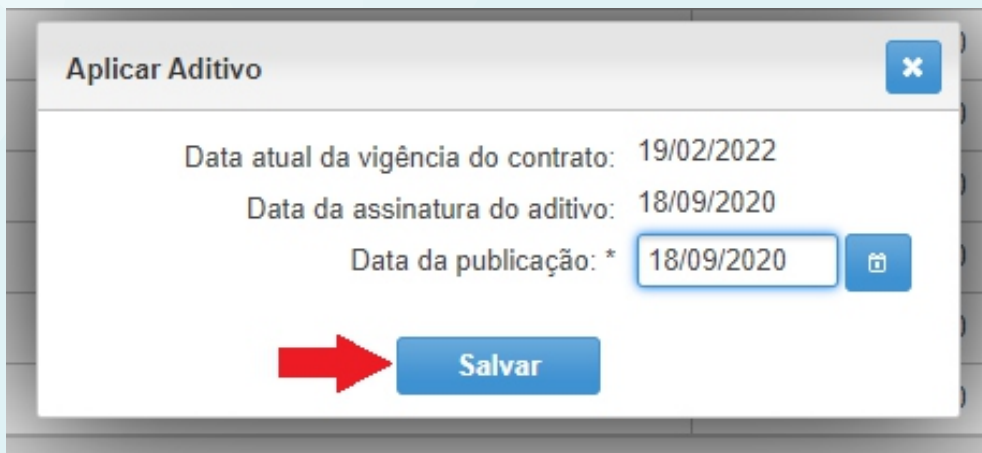 Aplicar Aditivo
Data atual da vigência do contrato: 19/02/2022
Data da assinatura do aditivo: 18/09/2020
Data da publicação: * 18/09/2020
Salvar